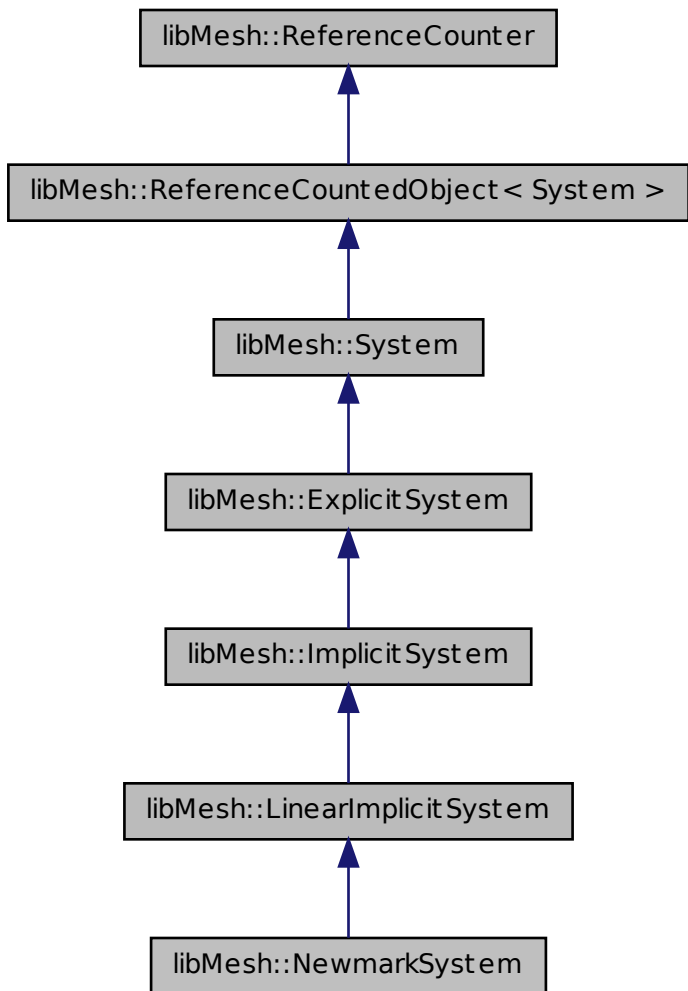 libMesh::ReferenceCounter
libMesh::ReferenceCountedObject< System >
libMesh::System
libMesh::ExplicitSystem
libMesh::ImplicitSystem
libMesh::LinearImplicitSystem
libMesh::NewmarkSystem